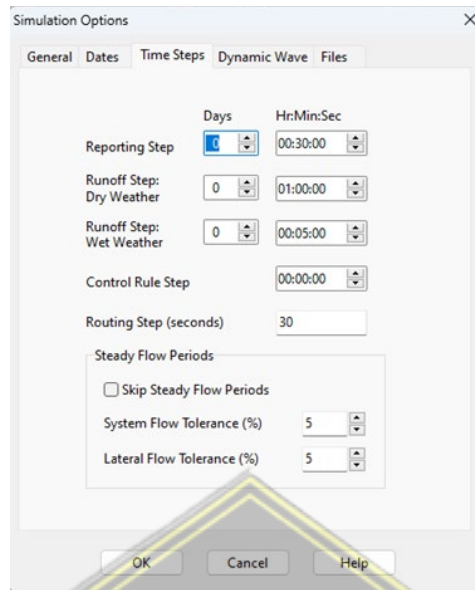 Simulation Options
General Dates Time Steps Dynamic Wave Files
Days Hr:Min:Sec
Reporting Step 0 00:30:00
Runoff Step:
Dry Weather 0 01:00:00
Runoff Step:
Wet Weather 0 00:05:00
Control Rule Step 00:00:00
Routing Step (seconds) 30
Steady Flow Periods
Skip Steady Flow Periods
System Flow Tolerance (%) 5
Lateral Flow Tolerance (%) 5
OK Cancel Help